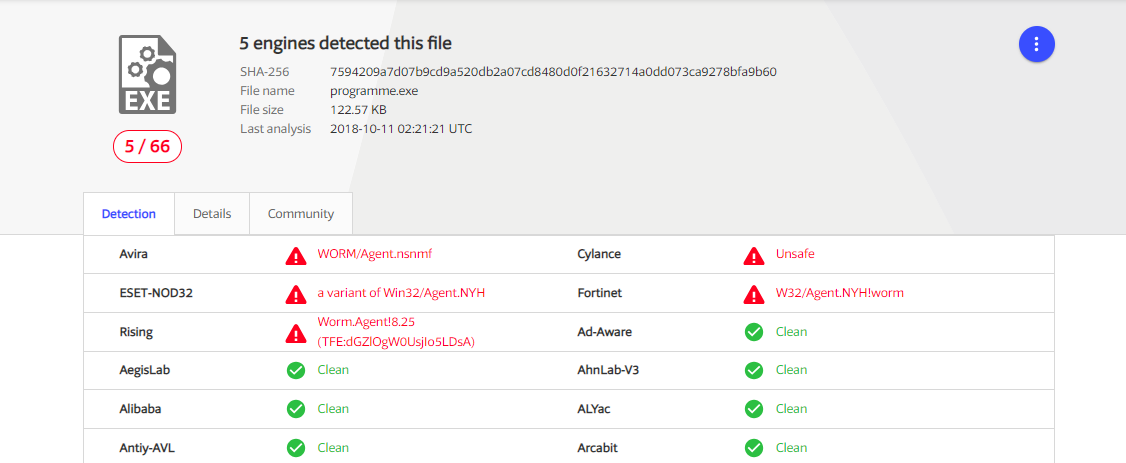 5 engines detected this file
SHA-256 7594209a7d07b9cd9a520db2a07cd8480d0f21632714a0dd073ca9278bfa9b60
File name programme.exe
File size 122.57 KB
Last analysis 2018-10-11 02:21:21 UTC
EXE
5 / 66
Detection Details Community
Avira WORM/Agent.nsnmf Cylance Unsafe
ESET-NOD32 a variant of Win32/Agent.NYH Fortinet W32/Agent.NYH!worm
Rising Worm.Agent!8.25 (TFE:dGZlOgW0UsjIo5LDsA) Ad-Aware Clean
AegisLab Clean AhnLab-V3 Clean
Alibaba Clean ALYac Clean
Antiy-AVL Clean Arcabit Clean